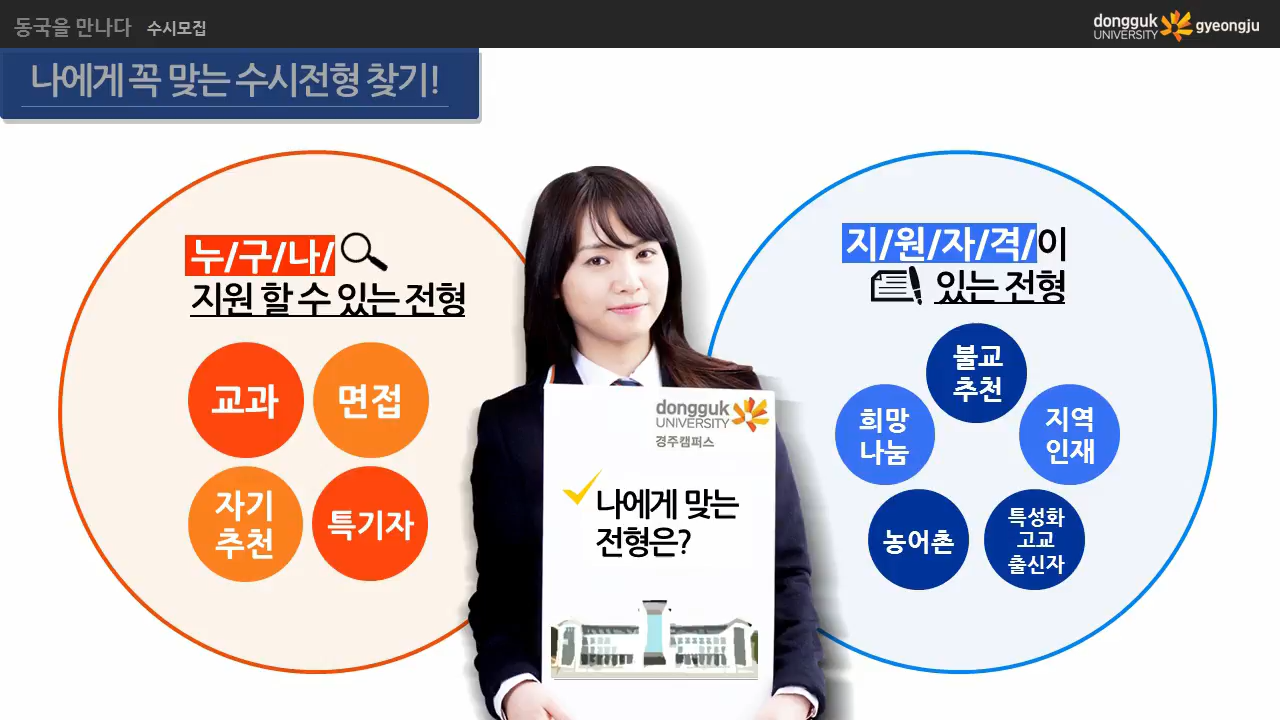 동국을 만나다 수시모집
dongguk
UNIVERSITY
gyeongju
나에게 꼭 맞는 수시전형 찾기!
누/구/나/
지원 할 수 있는 전형
교과
면접
자기
추천
특기자
dongguk
UNIVERSITY
경주캠퍼스
나에게 맞는
전형은?
지/원/자/격/이
있는 전형
불교
추천
희망
나눔
지역
인재
농어촌
특성화
고교
출신자